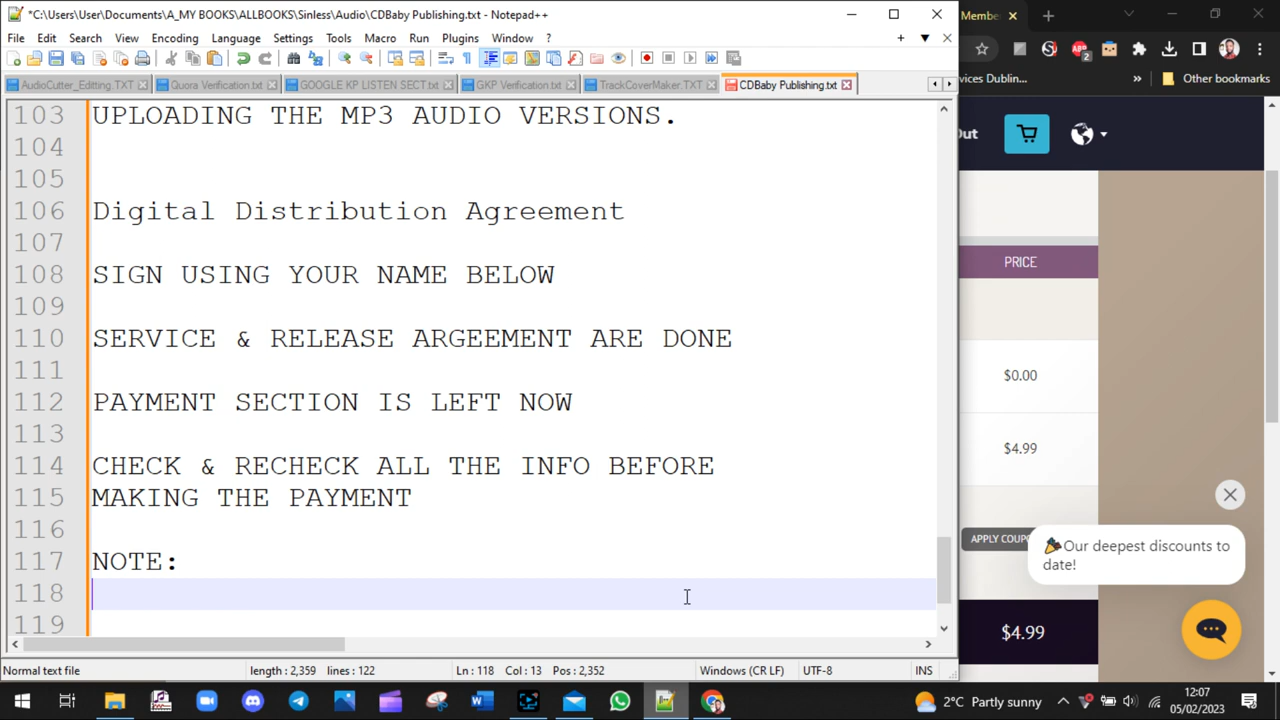 *C:\Users\User\Documents\A_MY BOOKS\ALLBOOKS\Sinless\Audio\CDBaby Publishing.txt - Notepad++
File Edit Search View Encoding Language Settings Tools Macro Run Plugins Window ?
AudioCutter_Editting.TXT Quora Verification.txt GOOGLE KP LISTEN SECT.txt GKP Verification.txt TrackCoverMaker.TXT CDBaby Publishing.txt
103 UPLOADING THE MP3 AUDIO VERSIONS.
104
105
106 Digital Distribution Agreement
107
108 SIGN USING YOUR NAME BELOW
109
110 SERVICE & RELEASE ARGEEMENT ARE DONE
111
112 PAYMENT SECTION IS LEFT NOW
113
114 CHECK & RECHECK ALL THE INFO BEFORE
115 MAKING THE PAYMENT
116
117 NOTE:
118
119
Normal text file length : 2,359 lines : 122 Ln : 118 Col : 13 Pos : 2,352 Windows (CR LF) UTF-8 INS
Membe
vices Dublin... » Other bookmarks
Out
PRICE
$0.00
$4.99
APPLY COUPO
Our deepest discounts to
date!
$4.99
2°C Partly sunny
12:07
05/02/2023